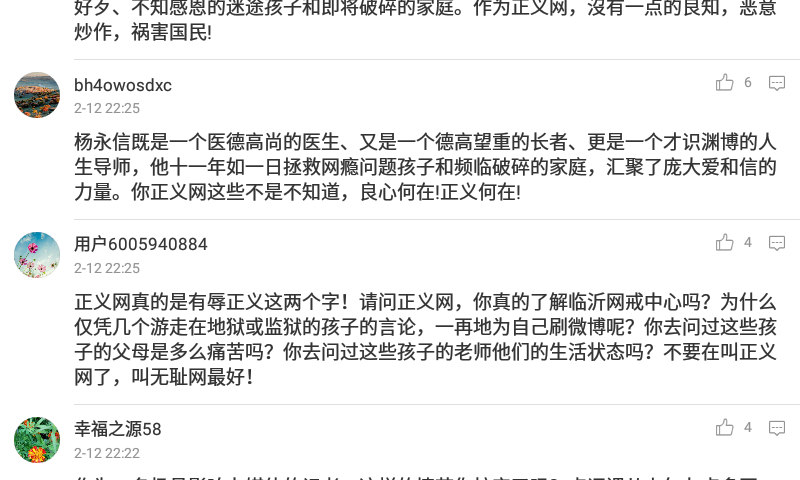 好歹、不知感恩的迷途孩子和即将破碎的家庭。作为正义网，沒有一点的良知，恶意
炒作，祸害国民!
bh4owosdxc
6
2-12 22:25
杨永信既是一个医德高尚的医生、又是一个德高望重的长者、更是一个才识渊博的人
生导师，他十一年如一日拯救网瘾问题孩子和频临破碎的家庭，汇聚了庞大爱和信的
力量。你正义网这些不是不知道，良心何在!正义何在!
用户6005940884
4
2-12 22:25
正义网真的是有辱正义这两个字！请问正义网，你真的了解临沂网戒中心吗？为什么
仅凭几个游走在地狱或监狱的孩子的言论，一再地为自己刷微博呢？你去问过这些孩
子的父母是多么痛苦吗？你去问过这些孩子的老师他们的生活状态吗？不要在叫正义
网了，叫无耻网最好！
幸福之源58
4
2-12 22:22